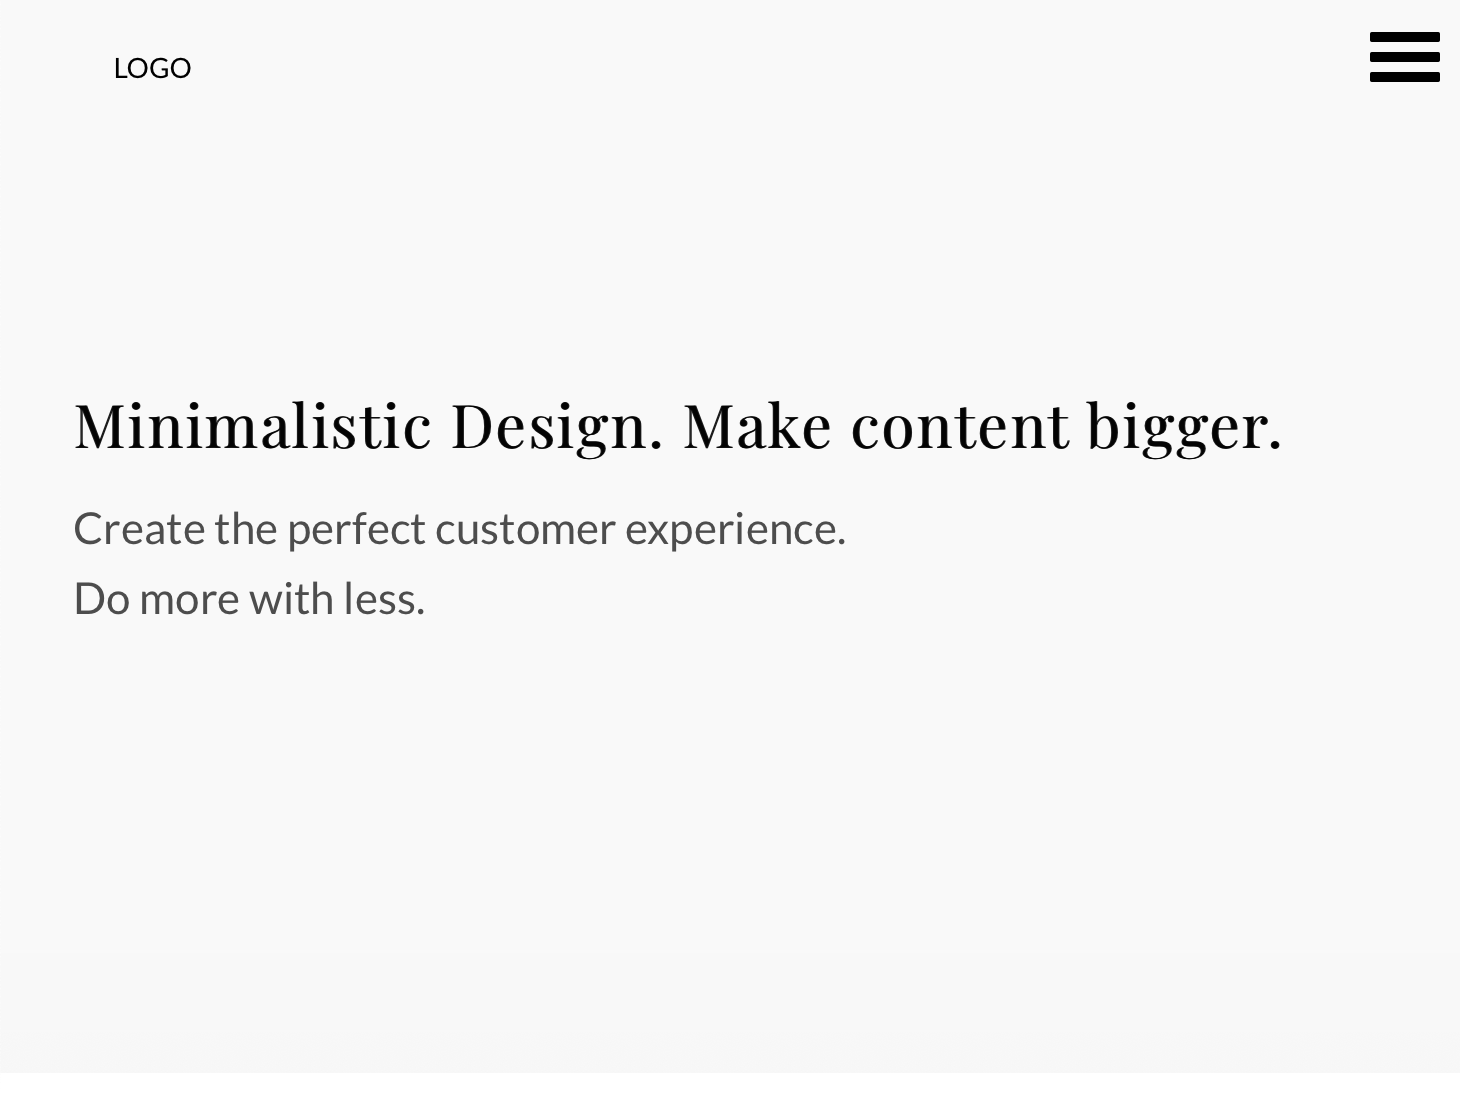 LOGO
Minimalistic Design. Make content bigger.
Create the perfect customer experience.
Do more with less.